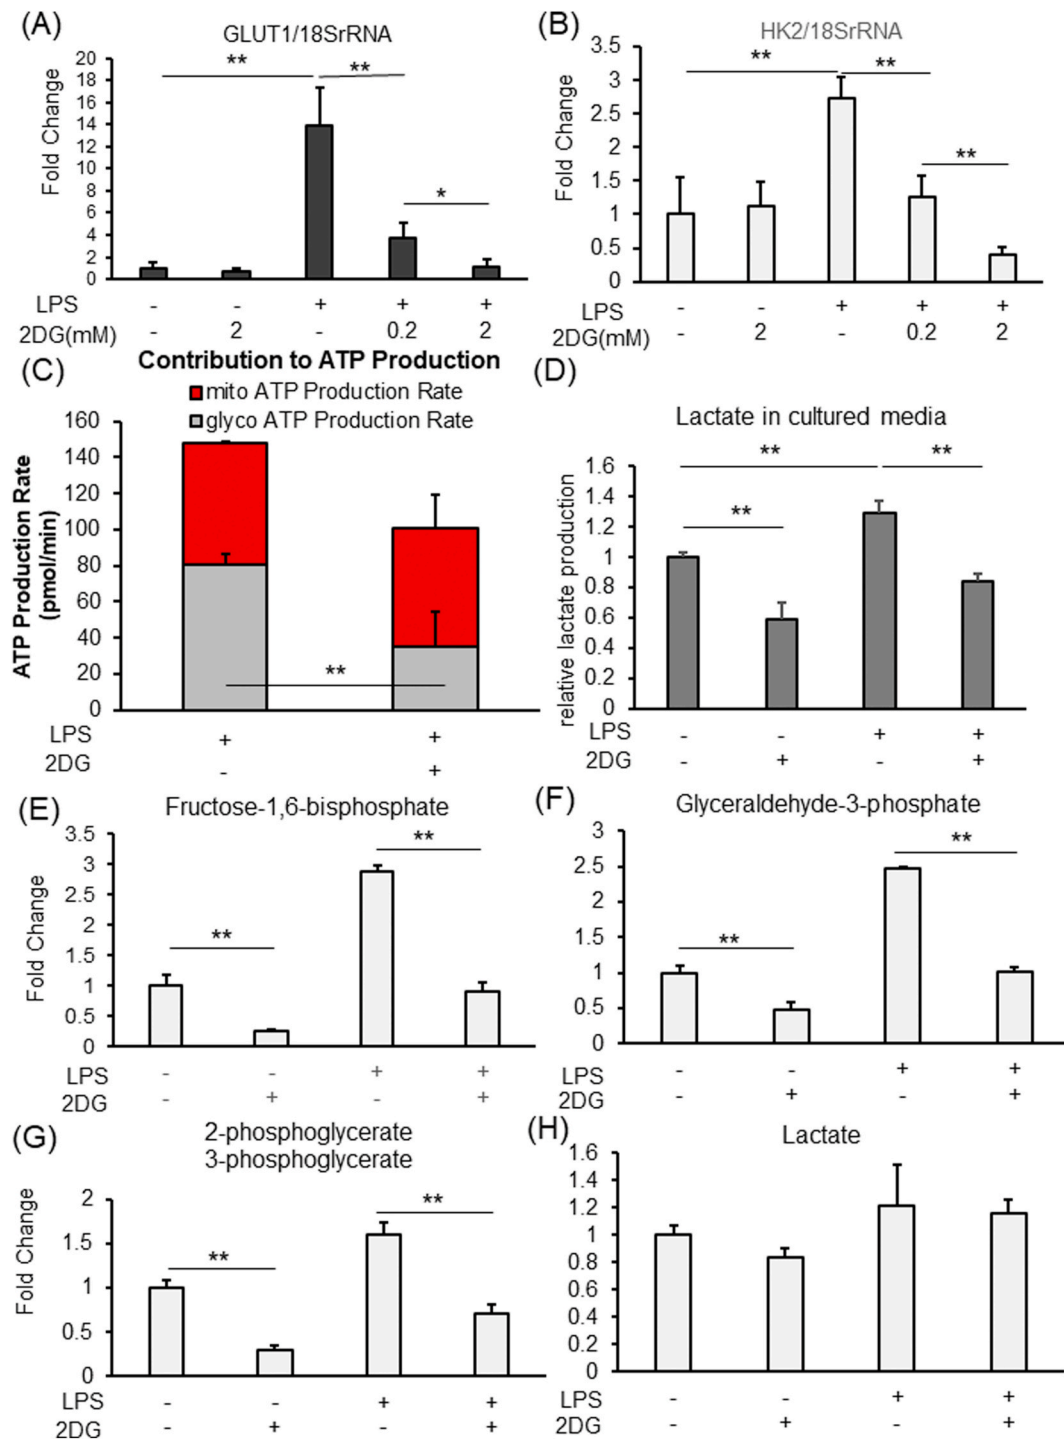 (A)
GLUT1/18SrRNA
Fold Change
20
18
16
14
12
10
8
6
4
2
0
** ** *
LPS - - + + +
2DG(mM) - 2 - 0.2 2
(B)
HK2/18SrRNA
Fold Change
3.5
3
2.5
2
1.5
1
0.5
0
** ** **
LPS - - + + +
2DG(mM) - 2 - 0.2 2
(C)
Contribution to ATP Production
mito ATP Production Rate
glyco ATP Production Rate
ATP Production Rate
(pmol/min)
160
140
120
100
80
60
40
20
0
**
LPS + +
2DG - +
(D)
Lactate in cultured media
relative lactate production
1.6
1.4
1.2
1
0.8
0.6
0.4
0.2
0
** ** **
LPS - - + +
2DG - + - +
(E)
Fructose-1,6-bisphosphate
Fold Change
3.5
3
2.5
2
1.5
1
0.5
0
** **
LPS - - + +
2DG - + - +
(F)
Glyceraldehyde-3-phosphate
3
2.5
2
1.5
1
0.5
0
** **
LPS - - + +
2DG - + - +
(G)
2-phosphoglycerate
3-phosphoglycerate
Fold Change
2
1.5
1
0.5
0
** **
LPS - - + +
2DG - + - +
(H)
Lactate
1.6
1.4
1.2
1
0.8
0.6
0.4
0.2
0
LPS - - + +
2DG - + - +